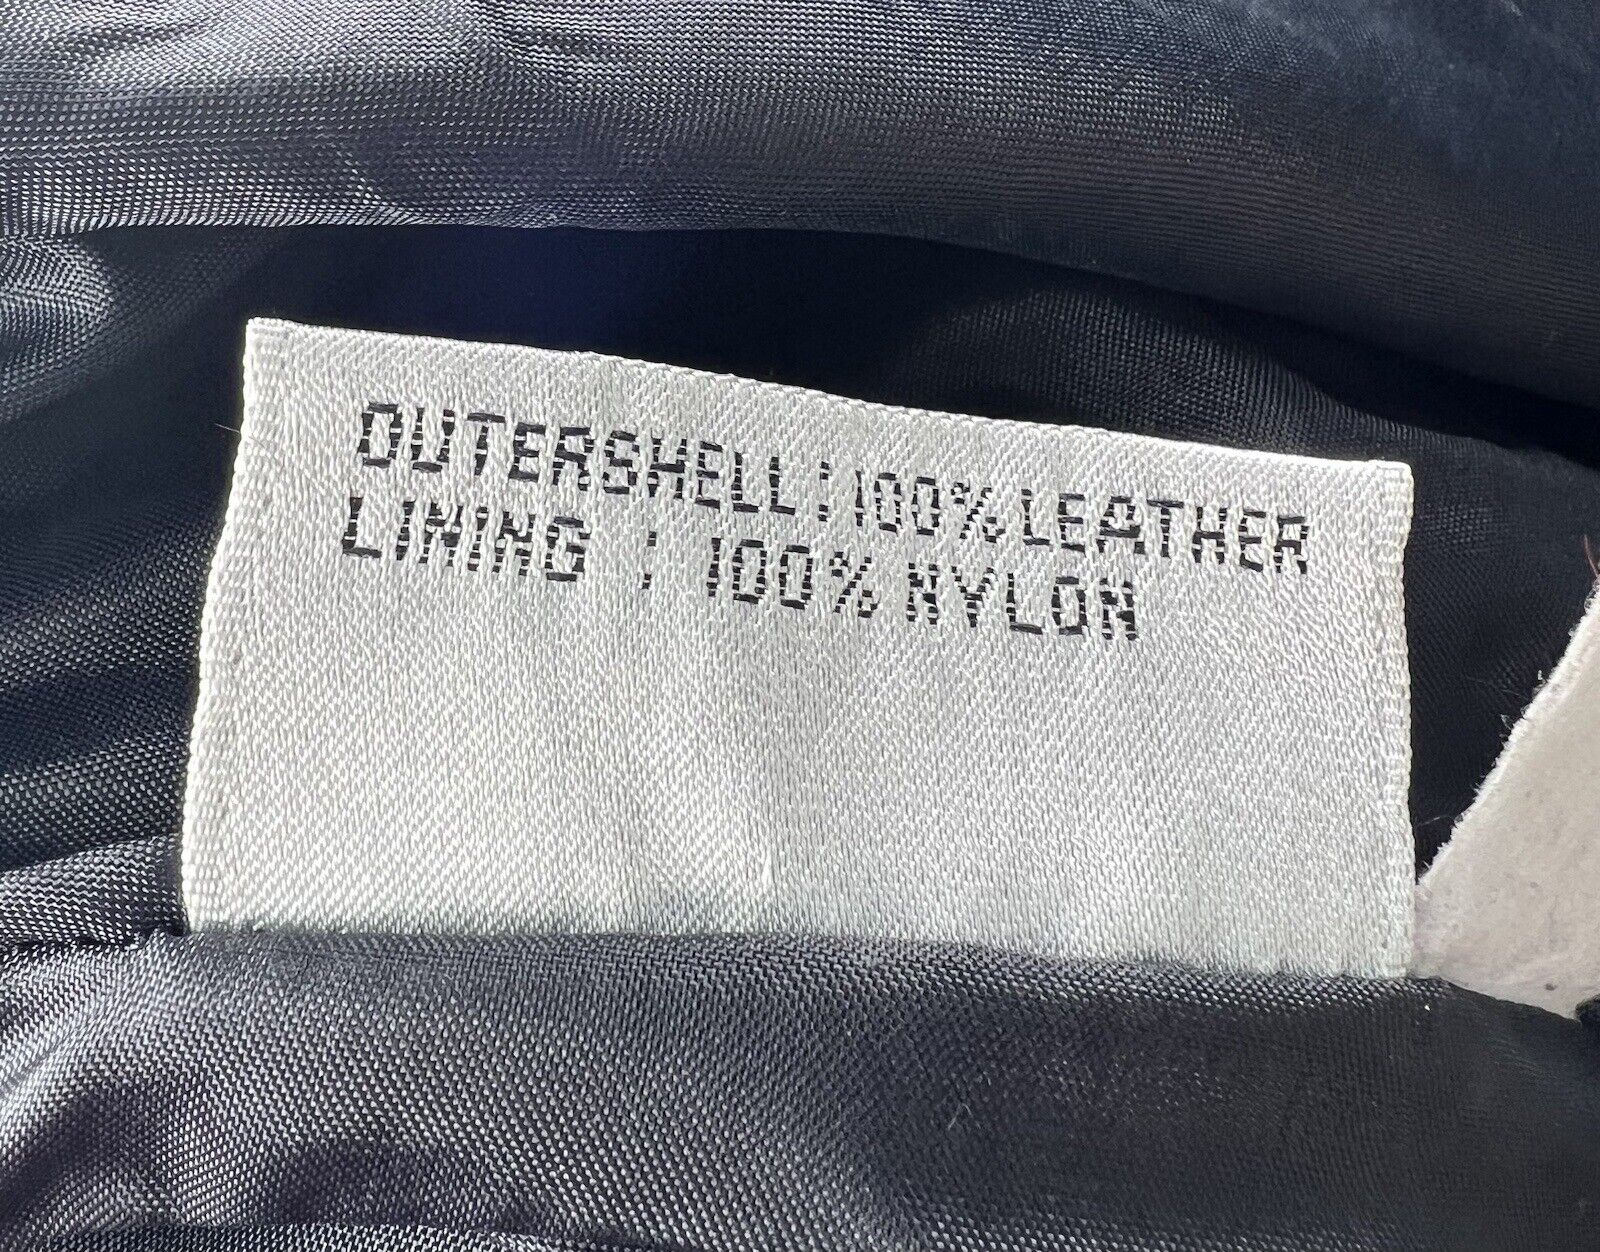 OUTERSHELL:100% LEATHER
LINING : 100% NYLON